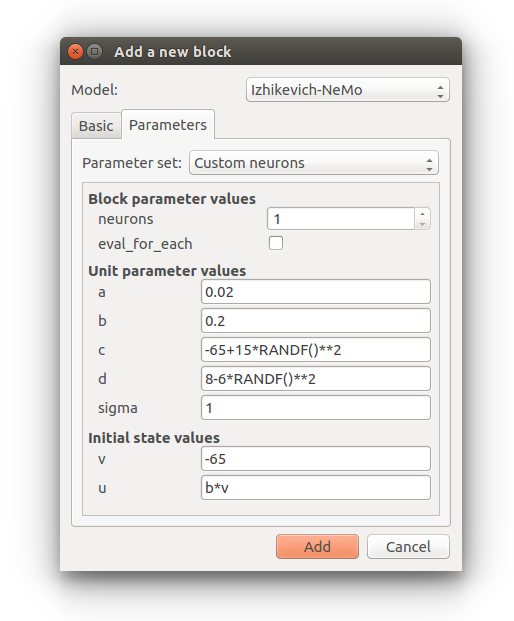 Add a new block
Model: Izhikevich-NeMo
Basic Parameters
Parameter set: Custom neurons
Block parameter values
neurons 1
eval_for_each
Unit parameter values
a 0.02
b 0.2
c -65+15*RANDF()**2
d 8-6*RANDF()**2
sigma 1
Initial state values
v -65
u b*v
Add Cancel